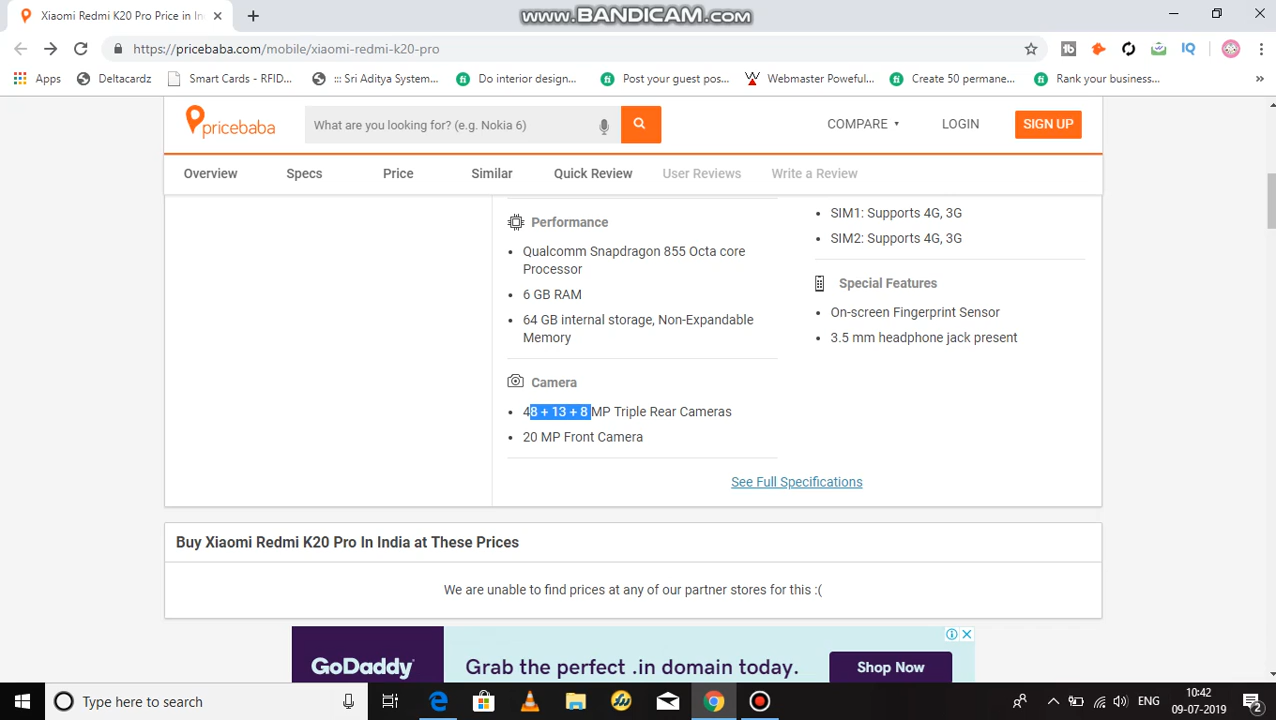 Xiaomi Redmi K20 Pro Price in In
www.BANDICAM.com
https://pricebaba.com/mobile/xiaomi-redmi-k20-pro
Apps Deltacardz Smart Cards - RFID... ::: Sri Aditya System... Do interior design... Post your guest pos... Webmaster Poweful... Create 50 permane... Rank your business...
pricebaba What are you looking for? (e.g. Nokia 6) COMPARE LOGIN SIGN UP
Overview Specs Price Similar Quick Review User Reviews Write a Review
Performance
Qualcomm Snapdragon 855 Octa core
Processor
6 GB RAM
64 GB internal storage, Non-Expandable
Memory
Camera
48 + 13 + 8 MP Triple Rear Cameras
20 MP Front Camera
SIM1: Supports 4G, 3G
SIM2: Supports 4G, 3G
Special Features
On-screen Fingerprint Sensor
3.5 mm headphone jack present
See Full Specifications
Buy Xiaomi Redmi K20 Pro In India at These Prices
We are unable to find prices at any of our partner stores for this :(
GoDaddy Grab the perfect .in domain today. Shop Now
Type here to search
ENG
10:42
09-07-2019
2